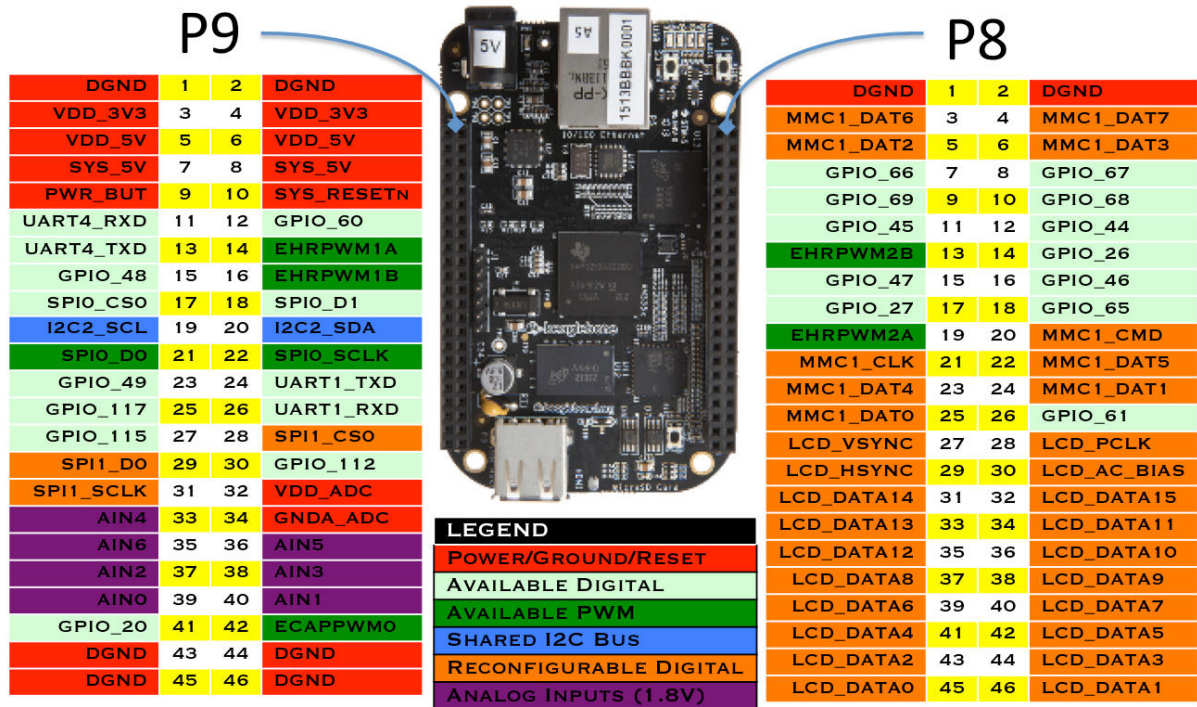 P9
P8
5V
A5
1513BBBK0001
10/100 Ethernet
beaglebone
microSD Card
DGND 1 2 DGND
VDD_3V3 3 4 VDD_3V3
VDD_5V 5 6 VDD_5V
SYS_5V 7 8 SYS_5V
PWR_BUT 9 10 SYS_RESETN
UART4_RXD 11 12 GPIO_60
UART4_TXD 13 14 EHRPWM1A
GPIO_48 15 16 EHRPWM1B
SPI0_CS0 17 18 SPI0_D1
I2C2_SCL 19 20 I2C2_SDA
SPI0_D0 21 22 SPI0_SCLK
GPIO_49 23 24 UART1_TXD
GPIO_117 25 26 UART1_RXD
GPIO_115 27 28 SPI1_CS0
SPI1_D0 29 30 GPIO_112
SPI1_SCLK 31 32 VDD_ADC
AIN4 33 34 GNDA_ADC
AIN6 35 36 AIN5
AIN2 37 38 AIN3
AIN0 39 40 AIN1
GPIO_20 41 42 ECAPPWM0
DGND 43 44 DGND
DGND 45 46 DGND
LEGEND
POWER/GROUND/RESET
AVAILABLE DIGITAL
AVAILABLE PWM
SHARED I2C BUS
RECONFIGURABLE DIGITAL
ANALOG INPUTS (1.8V)
DGND 1 2 DGND
MMC1_DAT6 3 4 MMC1_DAT7
MMC1_DAT2 5 6 MMC1_DAT3
GPIO_66 7 8 GPIO_67
GPIO_69 9 10 GPIO_68
GPIO_45 11 12 GPIO_44
EHRPWM2B 13 14 GPIO_26
GPIO_47 15 16 GPIO_46
GPIO_27 17 18 GPIO_65
EHRPWM2A 19 20 MMC1_CMD
MMC1_CLK 21 22 MMC1_DAT5
MMC1_DAT4 23 24 MMC1_DAT1
MMC1_DAT0 25 26 GPIO_61
LCD_VSYNC 27 28 LCD_PCLK
LCD_HSYNC 29 30 LCD_AC_BIAS
LCD_DATA14 31 32 LCD_DATA15
LCD_DATA13 33 34 LCD_DATA11
LCD_DATA12 35 36 LCD_DATA10
LCD_DATA8 37 38 LCD_DATA9
LCD_DATA6 39 40 LCD_DATA7
LCD_DATA4 41 42 LCD_DATA5
LCD_DATA2 43 44 LCD_DATA3
LCD_DATA0 45 46 LCD_DATA1